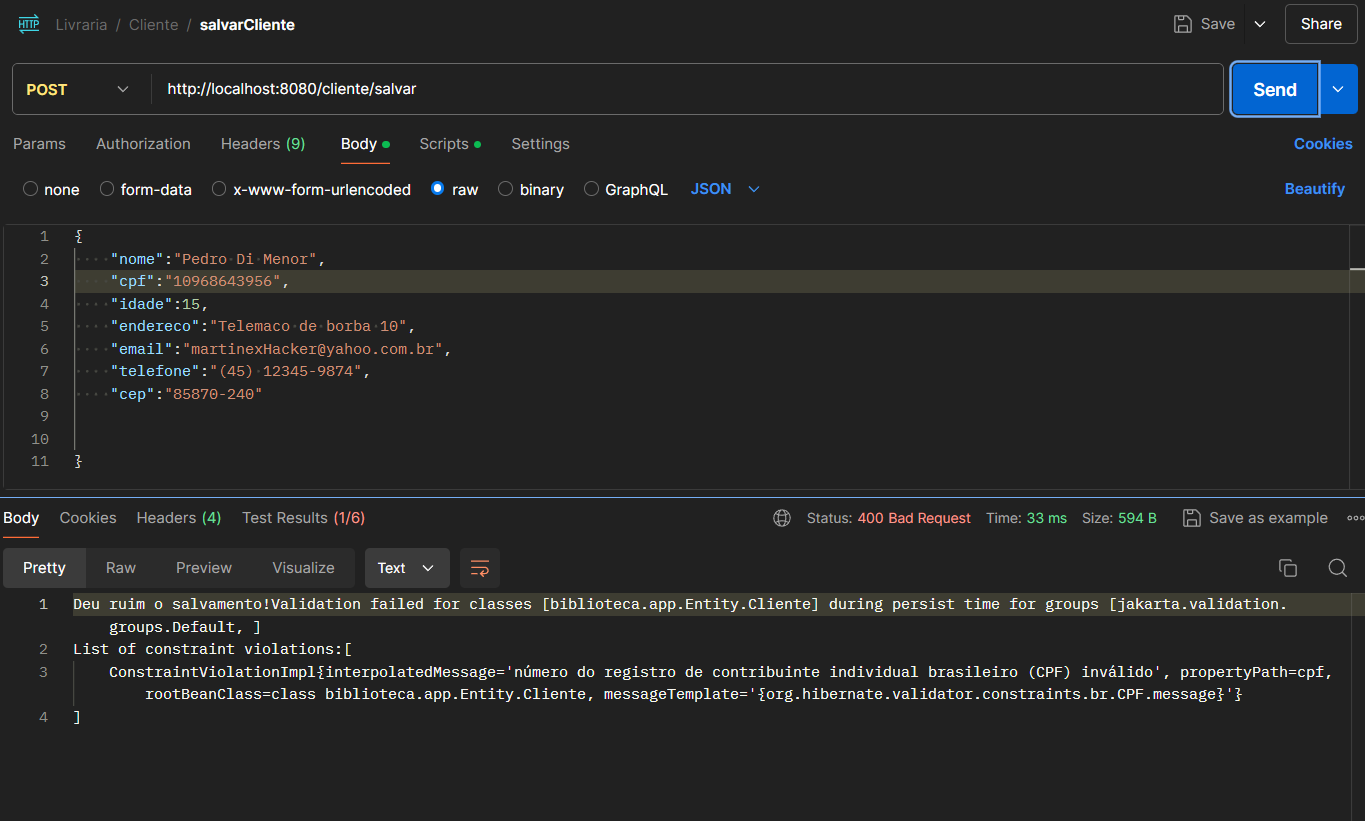 HTTP Livraria / Cliente / salvarCliente Save Share
POST http://localhost:8080/cliente/salvar Send
Params Authorization Headers (9) Body Scripts Settings Cookies
none form-data x-www-form-urlencoded raw binary GraphQL JSON Beautify
1 {
2 ····"nome":"Pedro·Di·Menor",
3 ····"cpf":"10968643956",
4 ····"idade":15,
5 ····"endereco":"Telemaco·de·borba·10",
6 ····"email":"martinexHacker@yahoo.com.br",
7 ····"telefone":"(45)·12345-9874",
8 ····"cep":"85870-240"
9
10
11 }
Body Cookies Headers (4) Test Results (1/6) Status: 400 Bad Request Time: 33 ms Size: 594 B Save as example
Pretty Raw Preview Visualize Text
1 Deu ruim o salvamento!Validation failed for classes [biblioteca.app.Entity.Cliente] during persist time for groups [jakarta.validation.
groups.Default, ]
2 List of constraint violations:[
3 ConstraintViolationImpl{interpolatedMessage='número do registro de contribuinte individual brasileiro (CPF) inválido', propertyPath=cpf,
rootBeanClass=class biblioteca.app.Entity.Cliente, messageTemplate='{org.hibernate.validator.constraints.br.CPF.message}'}
4 ]